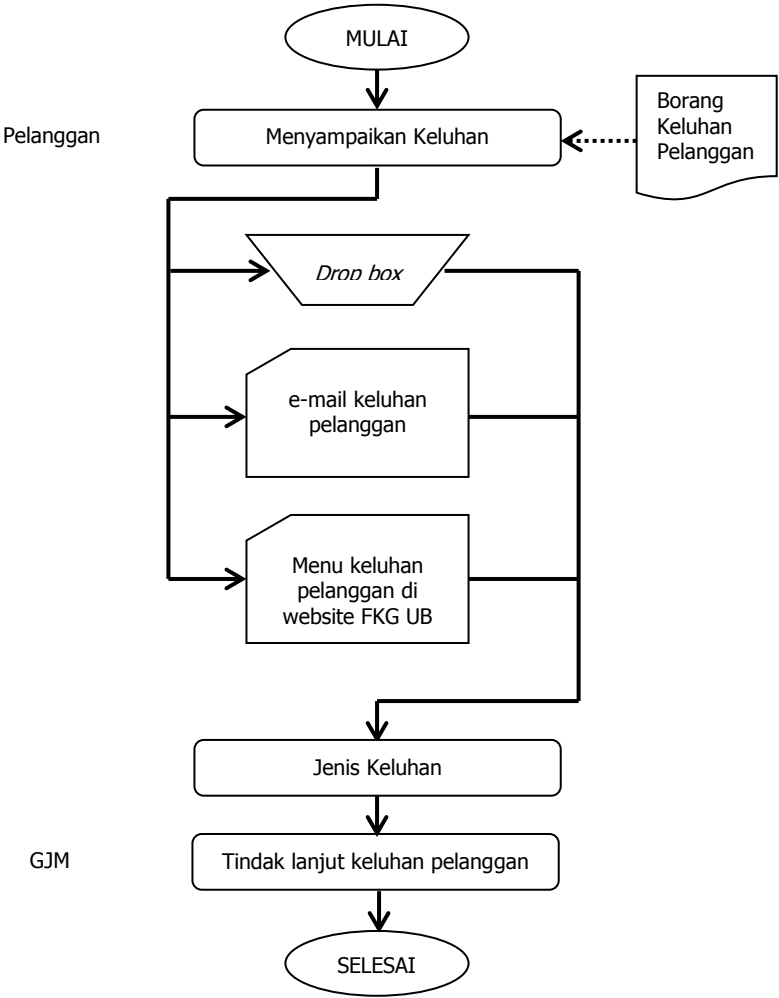 MULAI
Pelanggan
Menyampaikan Keluhan
Borang
Keluhan
Pelanggan
Drop box
e-mail keluhan
pelanggan
Menu keluhan
pelanggan di
website FKG UB
Jenis Keluhan
GJM
Tindak lanjut keluhan pelanggan
SELESAI